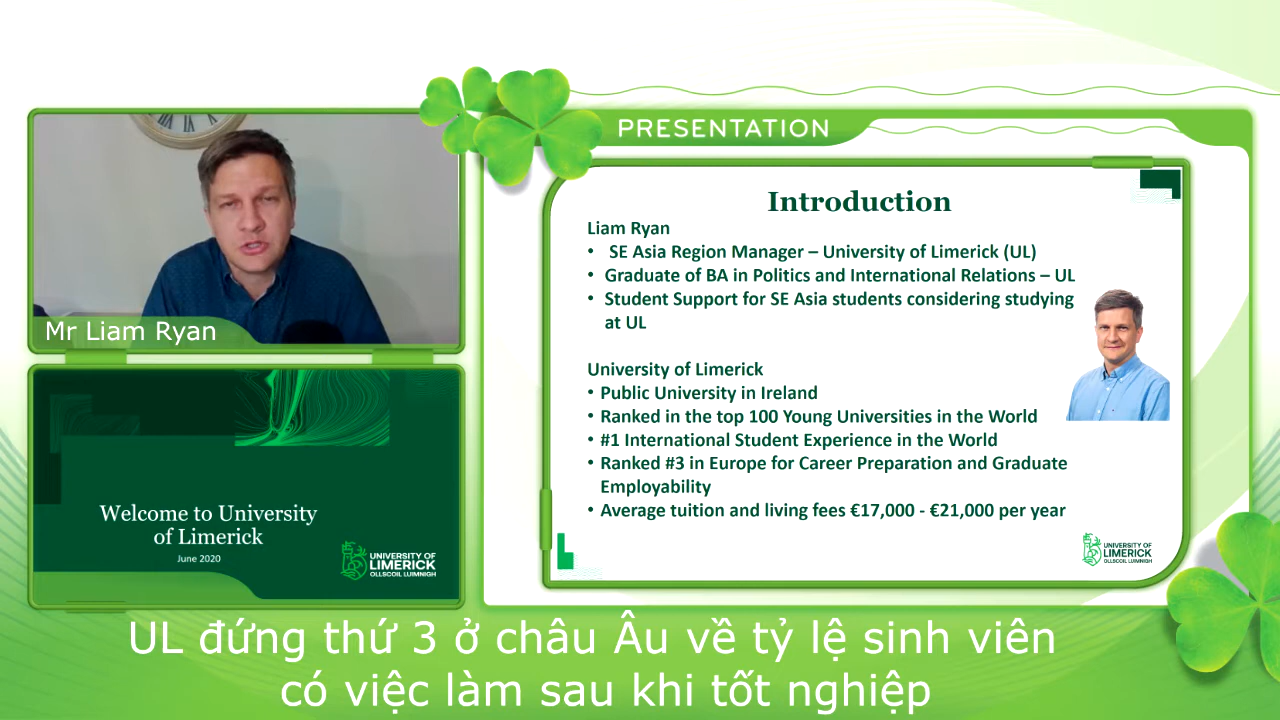 PRESENTATION
Mr Liam Ryan
Welcome to University
of Limerick
June 2020
UNIVERSITY OF
LIMERICK
OLLSCOIL LUIMNIGH
Introduction
Liam Ryan
• SE Asia Region Manager – University of Limerick (UL)
• Graduate of BA in Politics and International Relations – UL
• Student Support for SE Asia students considering studying
at UL
University of Limerick
• Public University in Ireland
• Ranked in the top 100 Young Universities in the World
• #1 International Student Experience in the World
• Ranked #3 in Europe for Career Preparation and Graduate
Employability
• Average tuition and living fees €17,000 - €21,000 per year
UNIVERSITY OF
LIMERICK
OLLSCOIL LUIMNIGH
UL đứng thứ 3 ở châu Âu về tỷ lệ sinh viên
có việc làm sau khi tốt nghiệp